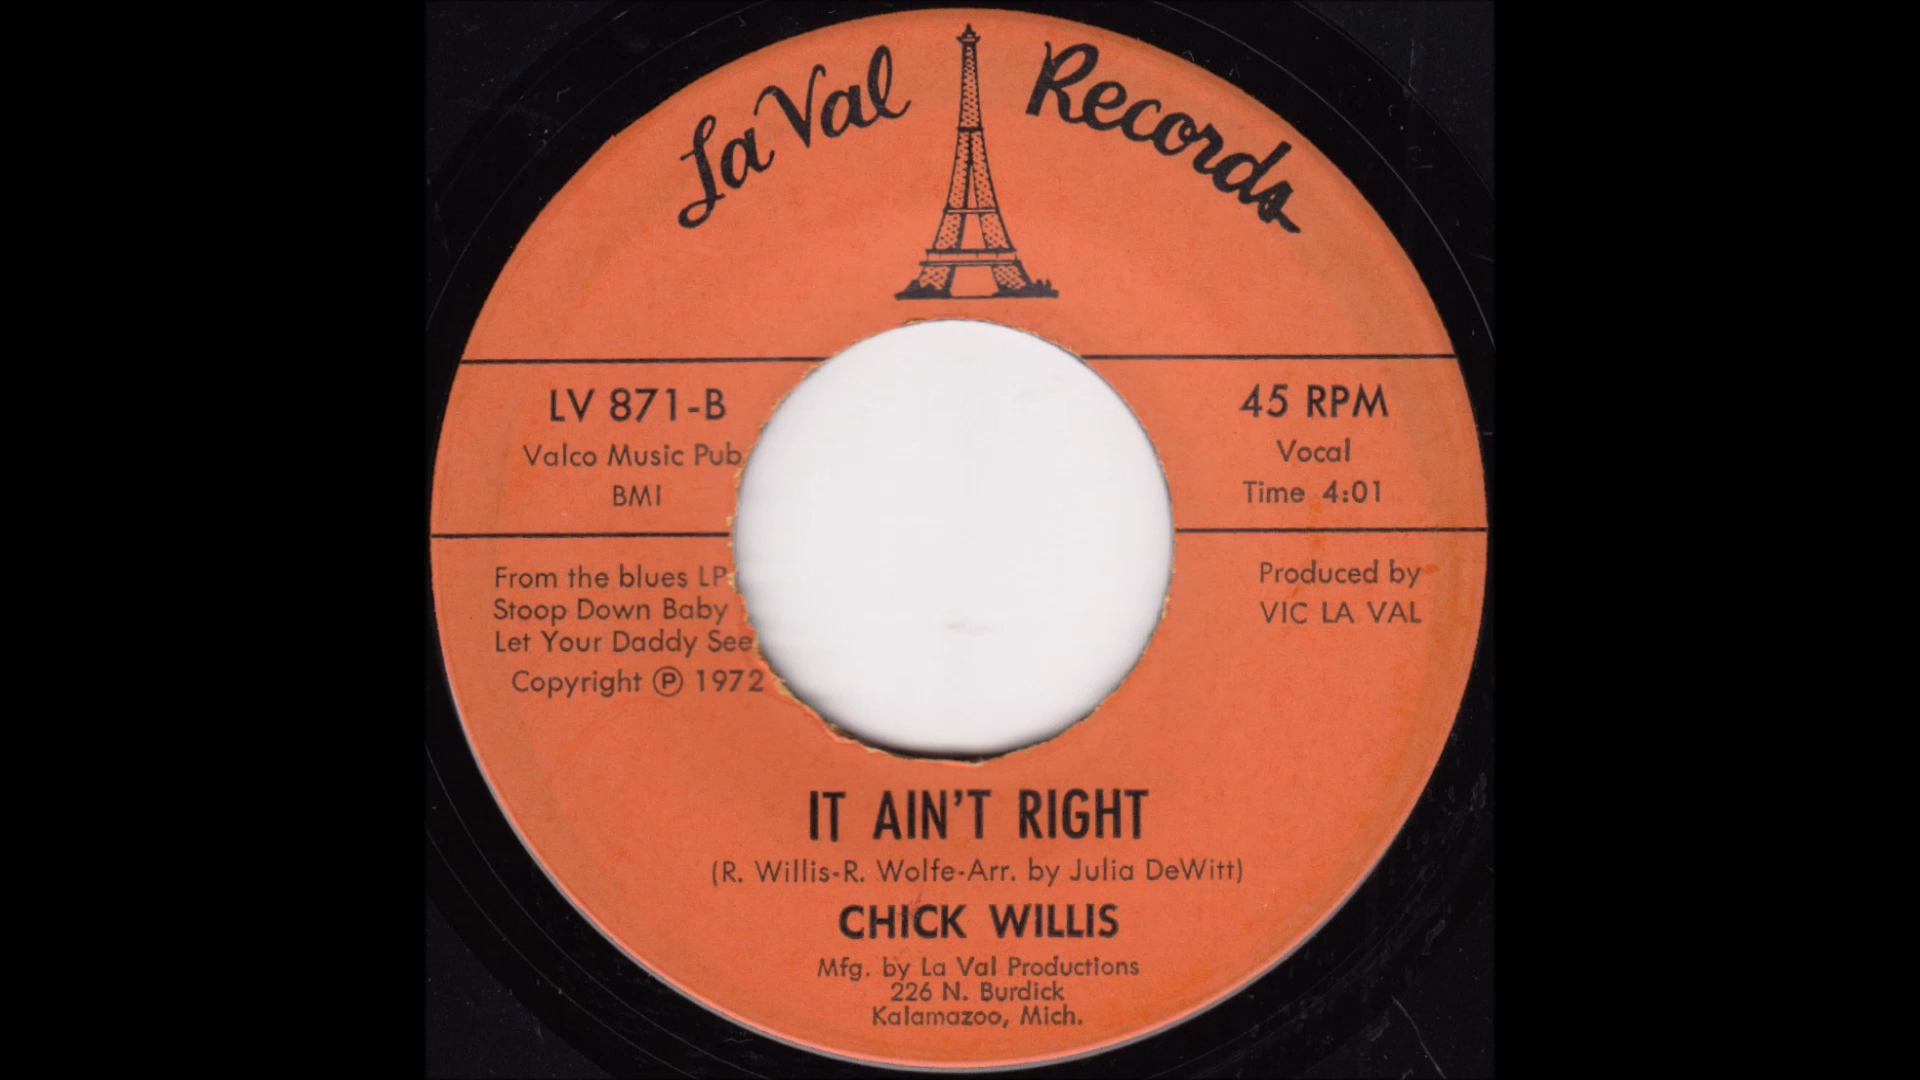 La Val Records
LV 871-B
Valco Music Pub
BMI
45 RPM
Vocal
Time 4:01
From the blues LP
Stoop Down Baby
Let Your Daddy See
Copyright Ⓟ 1972
Produced by
VIC LA VAL
IT AIN'T RIGHT
(R. Willis-R. Wolfe-Arr. by Julia DeWitt)
CHICK WILLIS
Mfg. by La Val Productions
226 N. Burdick
Kalamazoo, Mich.